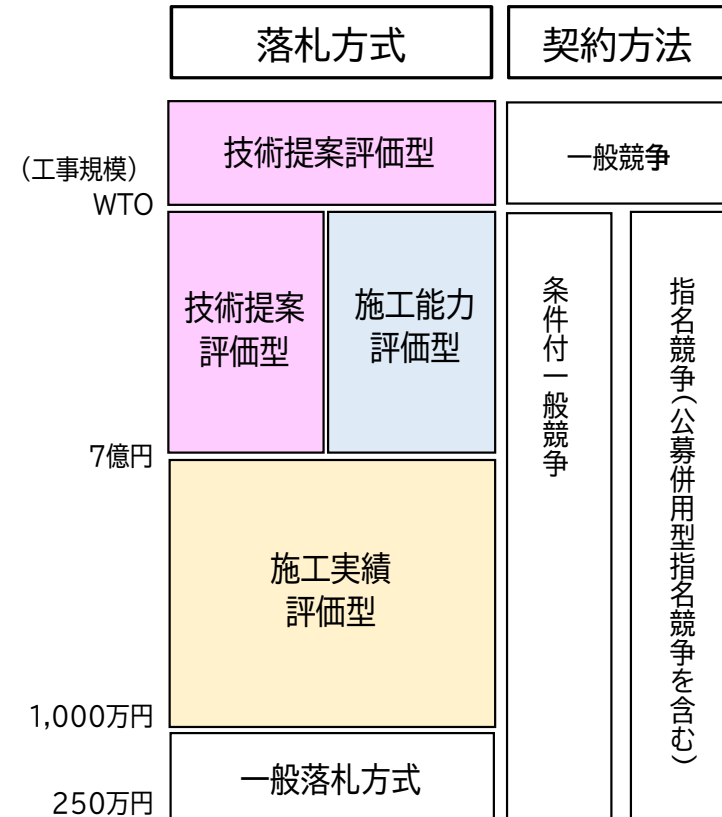 落札方式
契約方法
技術提案評価型
一般競争
(工事規模)
WTO
技術提案
評価型
施工能力
評価型
条件付一般競争
指名競争(公募併用型指名競争を含む)
7億円
施工実績
評価型
1,000万円
一般落札方式
250万円